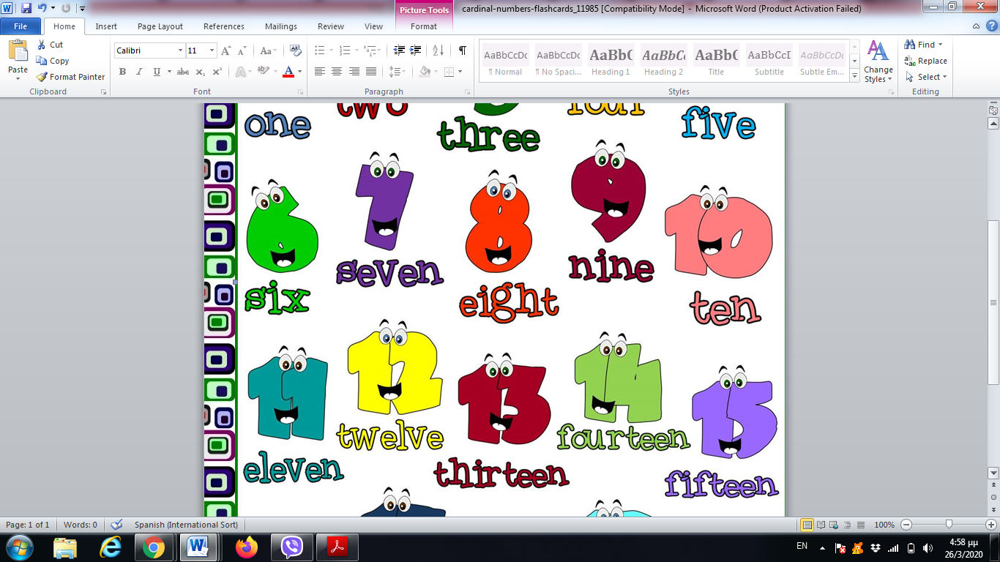 cardinal-numbers-flashcards_11985 [Compatibility Mode] - Microsoft Word (Product Activation Failed)
Picture Tools
File Home Insert Page Layout References Mailings Review View Format
Paste
Cut
Copy
Format Painter
Clipboard
Calibri 11
Font
Paragraph
AaBbCcDc AaBbCcDc AaBbC AaBbCc AaBbC AaBbCcI AaBbCcDc
¶ Normal ¶ No Spaci... Heading 1 Heading 2 Title Subtitle Subtle Em...
Change Styles
Styles
Find
Replace
Select
Editing
one two three four five
6 7 8 9 10
six seven eight nine ten
11 12 13 14 15
eleven twelve thirteen fourteen fifteen
Page: 1 of 1 Words: 0 Spanish (International Sort) 100%
EN 4:58 μμ
26/3/2020